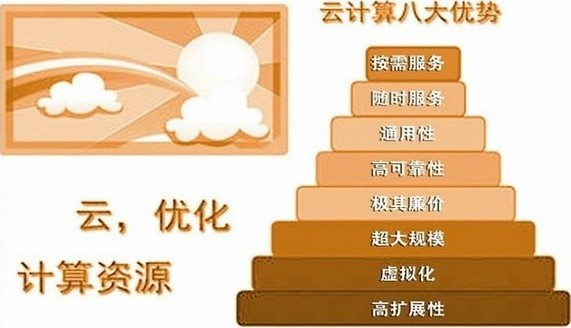 云计算八大优势
按需服务
随时服务
通用性
高可靠性
极其廉价
超大规模
虚拟化
高扩展性
云，优化
计算资源